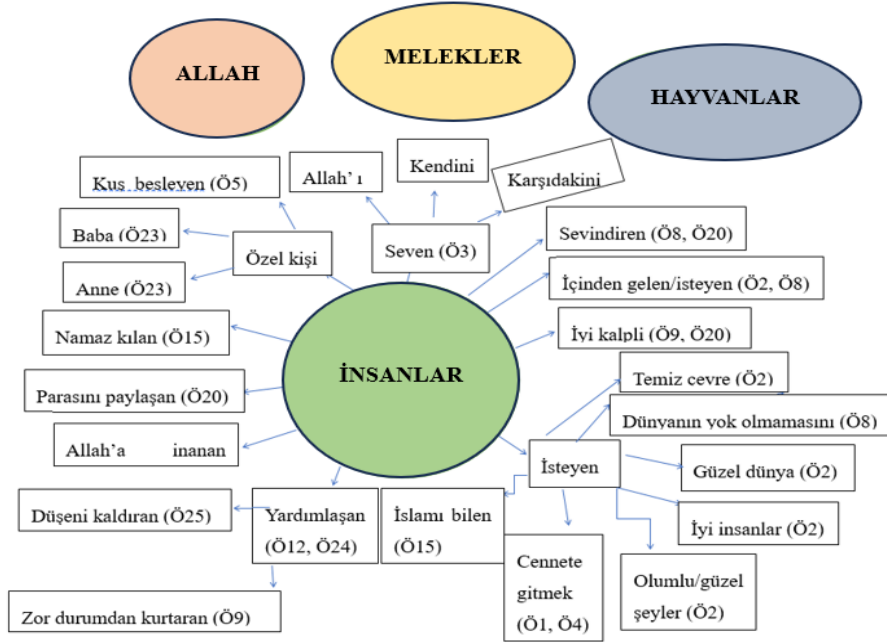 ALLAH
MELEKLER
HAYVANLAR
Kuş besleyen (Ö5)
Allah' ı
Kendini
Karşıdakini
Baba (Ö23)
Özel kişi
Seven (Ö3)
Sevindiren (Ö8, Ö20)
Anne (Ö23)
İçinden gelen/isteyen (Ö2, Ö8)
Namaz kılan (Ö15)
İyi kalpli (Ö9, Ö20)
İNSANLAR
Temiz çevre (Ö2)
Parasını paylaşan (Ö20)
Dünyanın yok olmamasını (Ö8)
Allah'a inanan
İsteyen
Güzel dünya (Ö2)
Düşeni kaldıran (Ö25)
Yardımlaşan
(Ö12, Ö24)
İslamı bilen
(Ö15)
İyi insanlar (Ö2)
Cennete
gitmek
(Ö1, Ö4)
Olumlu/güzel
şeyler (Ö2)
Zor durumdan kurtaran (Ö9)